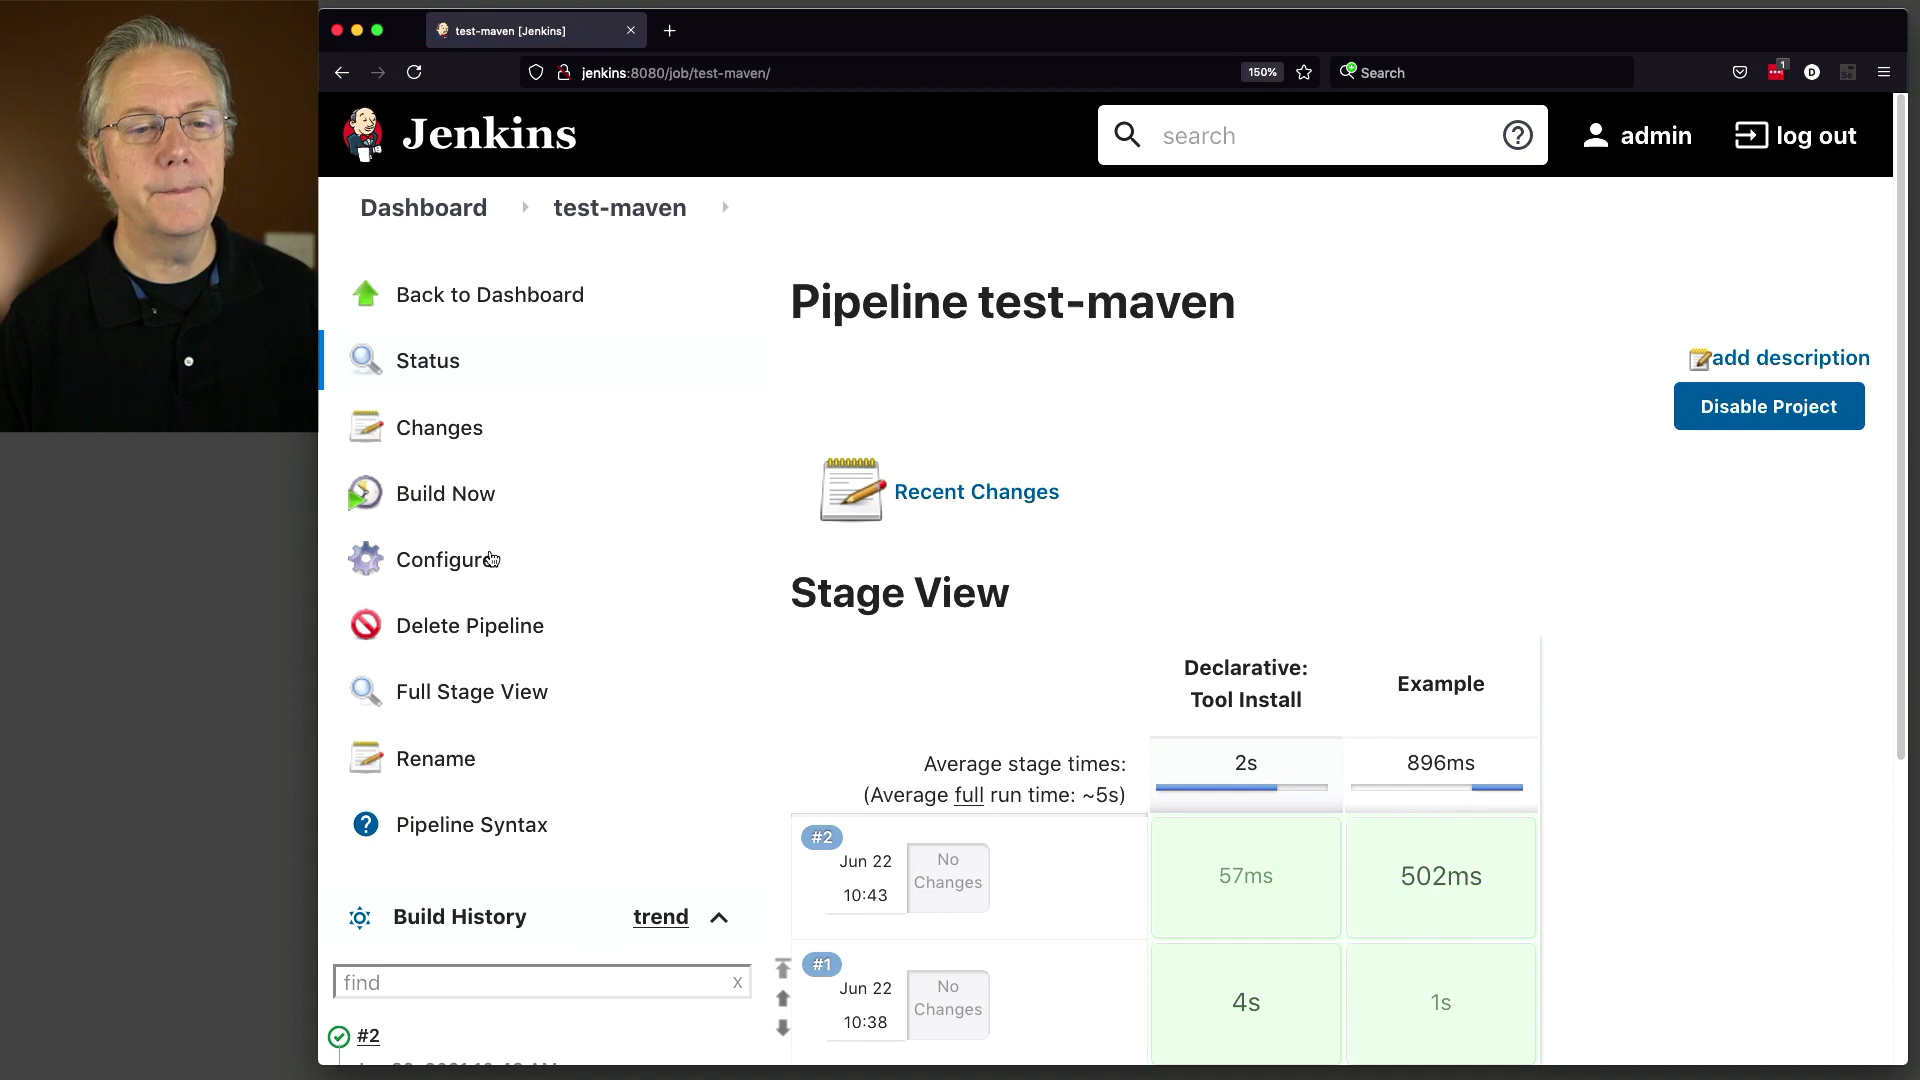 test-maven [Jenkins]
jenkins:8080/job/test-maven/
150%
Search
1
D
Jenkins
search
admin
log out
Dashboard
test-maven
Back to Dashboard
Status
Changes
Build Now
Configure
Delete Pipeline
Full Stage View
Rename
Pipeline Syntax
Build History
trend
find
x
#2
Pipeline test-maven
add description
Disable Project
Recent Changes
Stage View
Declarative:
Tool Install
Example
Average stage times:
(Average full run time: ~5s)
2s
896ms
#2
Jun 22
10:43
No
Changes
57ms
502ms
#1
Jun 22
10:38
No
Changes
4s
1s